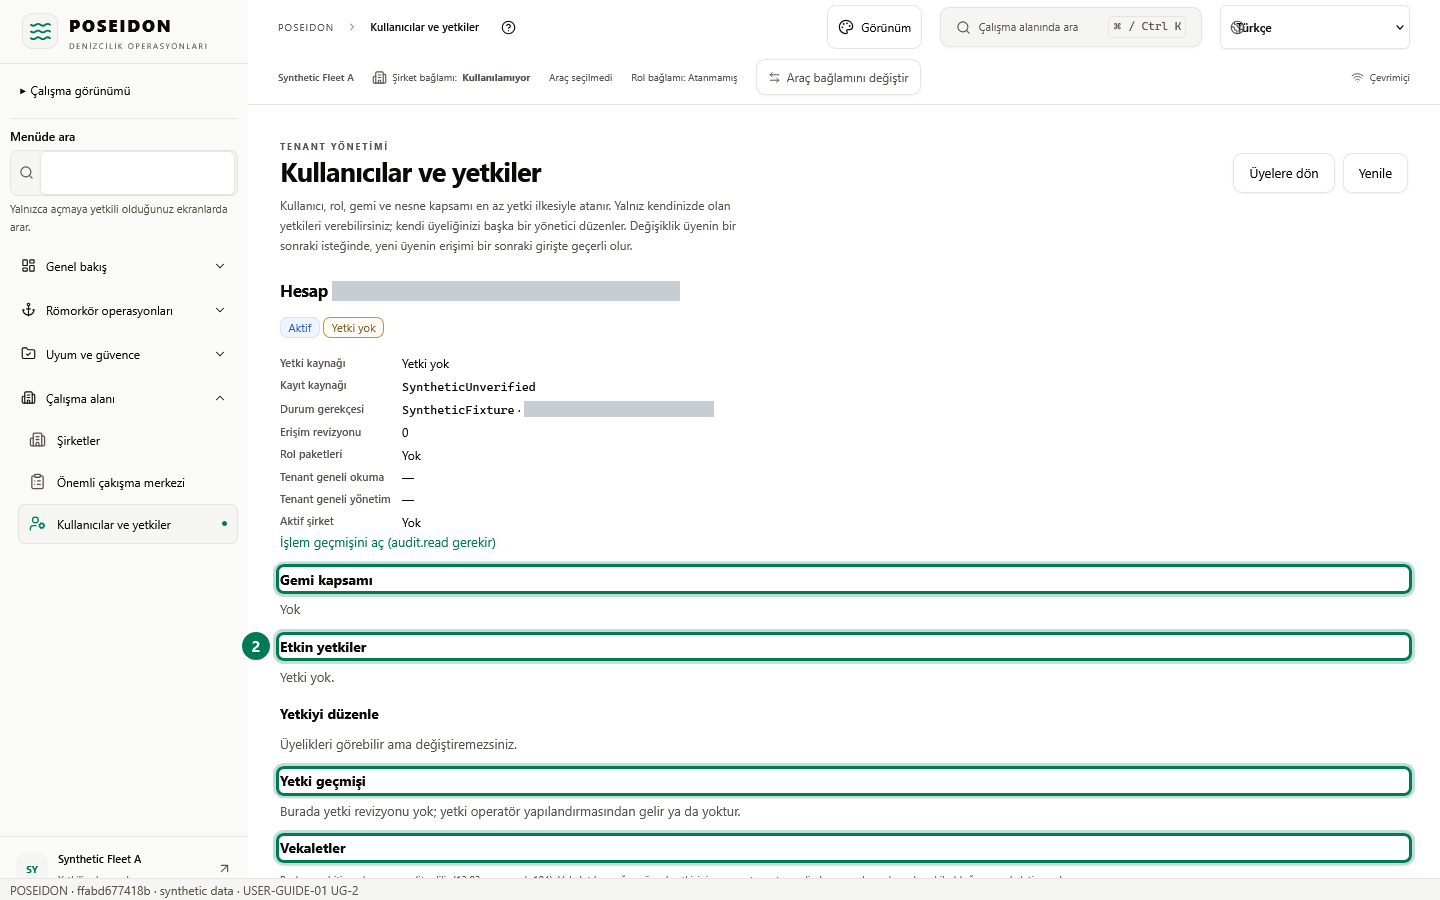 POSEIDON
DENİZCİLİK OPERASYONLARI
POSEIDON
Kullanıcılar ve yetkiler
Görünüm
Çalışma alanında ara
⌘ / Ctrl K
Türkçe
Synthetic Fleet A
Şirket bağlamı: Kullanılamıyor
Araç seçilmedi
Rol bağlamı: Atanmamış
Araç bağlamını değiştir
Çevrimiçi
Çalışma görünümü
Menüde ara
Yalnızca açmaya yetkili olduğunuz ekranlarda
arar.
Genel bakış
Römorkör operasyonları
Uyum ve güvence
Çalışma alanı
Şirketler
Önemli çakışma merkezi
Kullanıcılar ve yetkiler
TENANT YÖNETİMİ
Kullanıcılar ve yetkiler
Kullanıcı, rol, gemi ve nesne kapsamı en az yetki ilkesiyle atanır. Yalnız kendinizde olan
yetkileri verebilirsiniz; kendi üyeliğinizi başka bir yönetici düzenler. Değişiklik üyenin bir
sonraki isteğinde, yeni üyenin erişimi bir sonraki girişte geçerli olur.
Üyelere dön
Yenile
Hesap
Aktif
Yetki yok
Yetki kaynağı Yetki yok
Kayıt kaynağı SyntheticUnverified
Durum gerekçesi SyntheticFixture ·
Erişim revizyonu 0
Rol paketleri Yok
Tenant geneli okuma —
Tenant geneli yönetim —
Aktif şirket Yok
İşlem geçmişini aç (audit.read gerekir)
Gemi kapsamı
Yok
2
Etkin yetkiler
Yetki yok.
Yetkiyi düzenle
Üyelikleri görebilir ama değiştiremezsiniz.
Yetki geçmişi
Burada yetki revizyonu yok; yetki operatör yapılandırmasından gelir ya da yoktur.
Vekaletler
SY
Synthetic Fleet A
POSEIDON · ffabd677418b · synthetic data · USER-GUIDE-01 UG-2